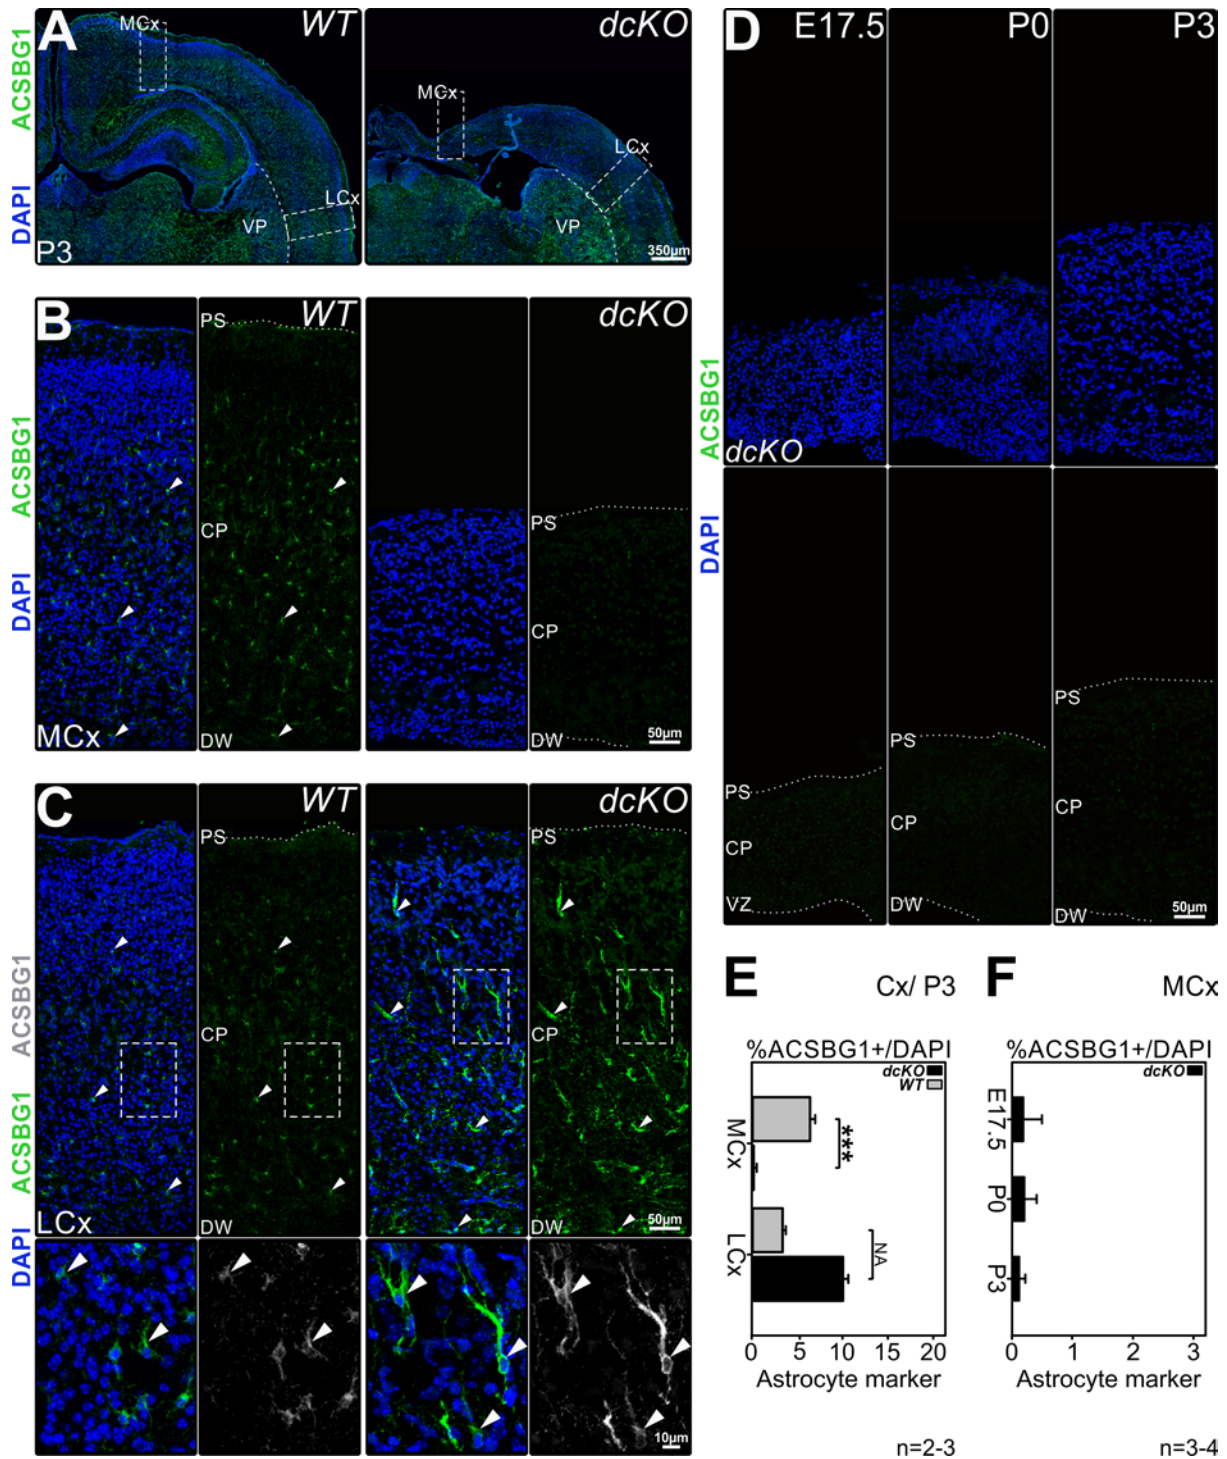 A
WT
dcKO
ACSBG1
DAPI
MCx
LCx
VP
P3
MCx
LCx
VP
350µm
B
WT
dcKO
ACSBG1
DAPI
PS
CP
DW
MCx
PS
CP
DW
50µm
C
WT
dcKO
ACSBG1
ACSBG1
DAPI
PS
CP
DW
LCx
PS
CP
DW
50µm
10µm
D
E17.5
P0
P3
ACSBG1
DAPI
dcKO
PS
CP
VZ
PS
CP
DW
PS
CP
DW
50µm
E
Cx/ P3
%ACSBG1+/DAPI
dcKO
WT
MCx
***
LCx
NA
0 5 10 15 20
Astrocyte marker
n=2-3
F
MCx
%ACSBG1+/DAPI
dcKO
E17.5
P0
P3
0 1 2 3
Astrocyte marker
n=3-4